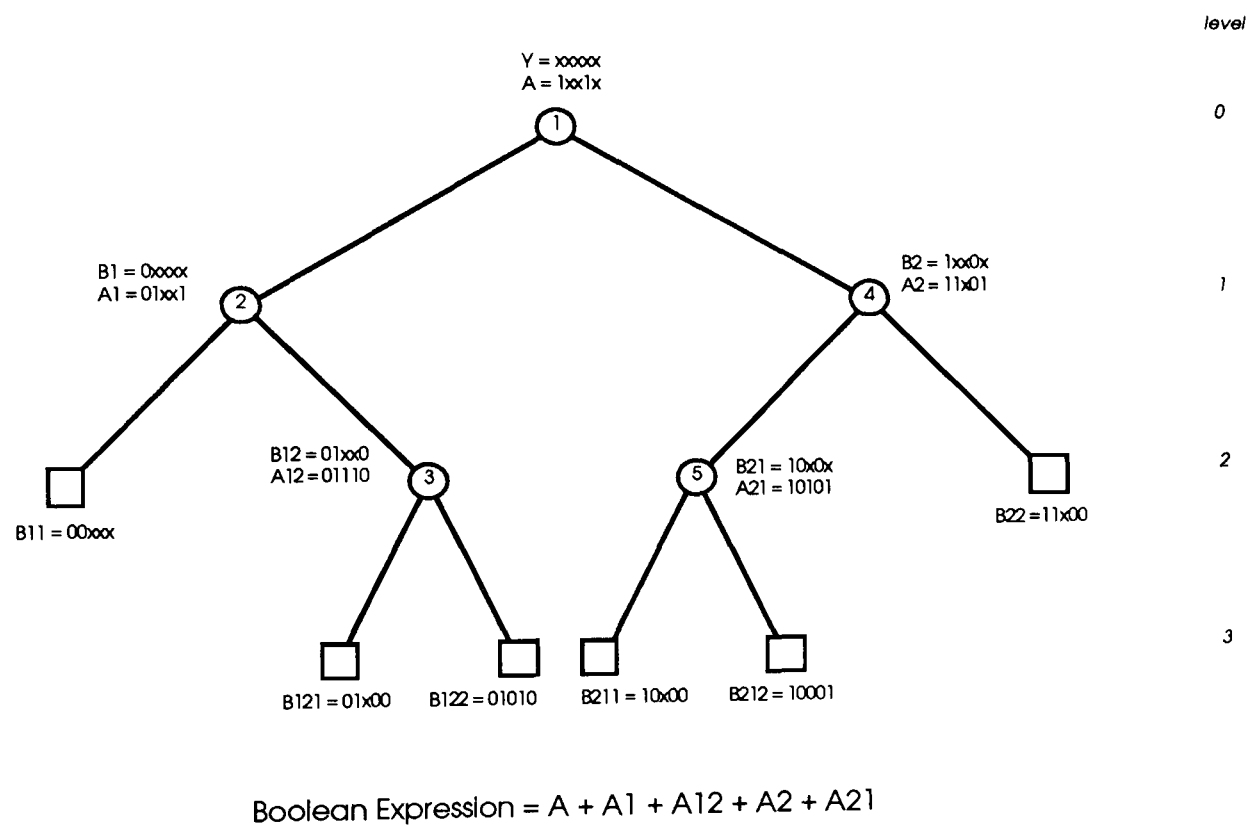 level
Y = xxxxx
A = 1xx1x
0
1
B1 = 0xxxx
A1 = 01xx1
2
B2 = 1xx0x
A2 = 11x01
4
1
B12 = 01xx0
A12 = 01110
3
5
B21 = 10x0x
A21 = 10101
2
B11 = 00xxx
B22 = 11x00
3
B121 = 01x00
B122 = 01010
B211 = 10x00
B212 = 10001
Boolean Expression = A + A1 + A12 + A2 + A21